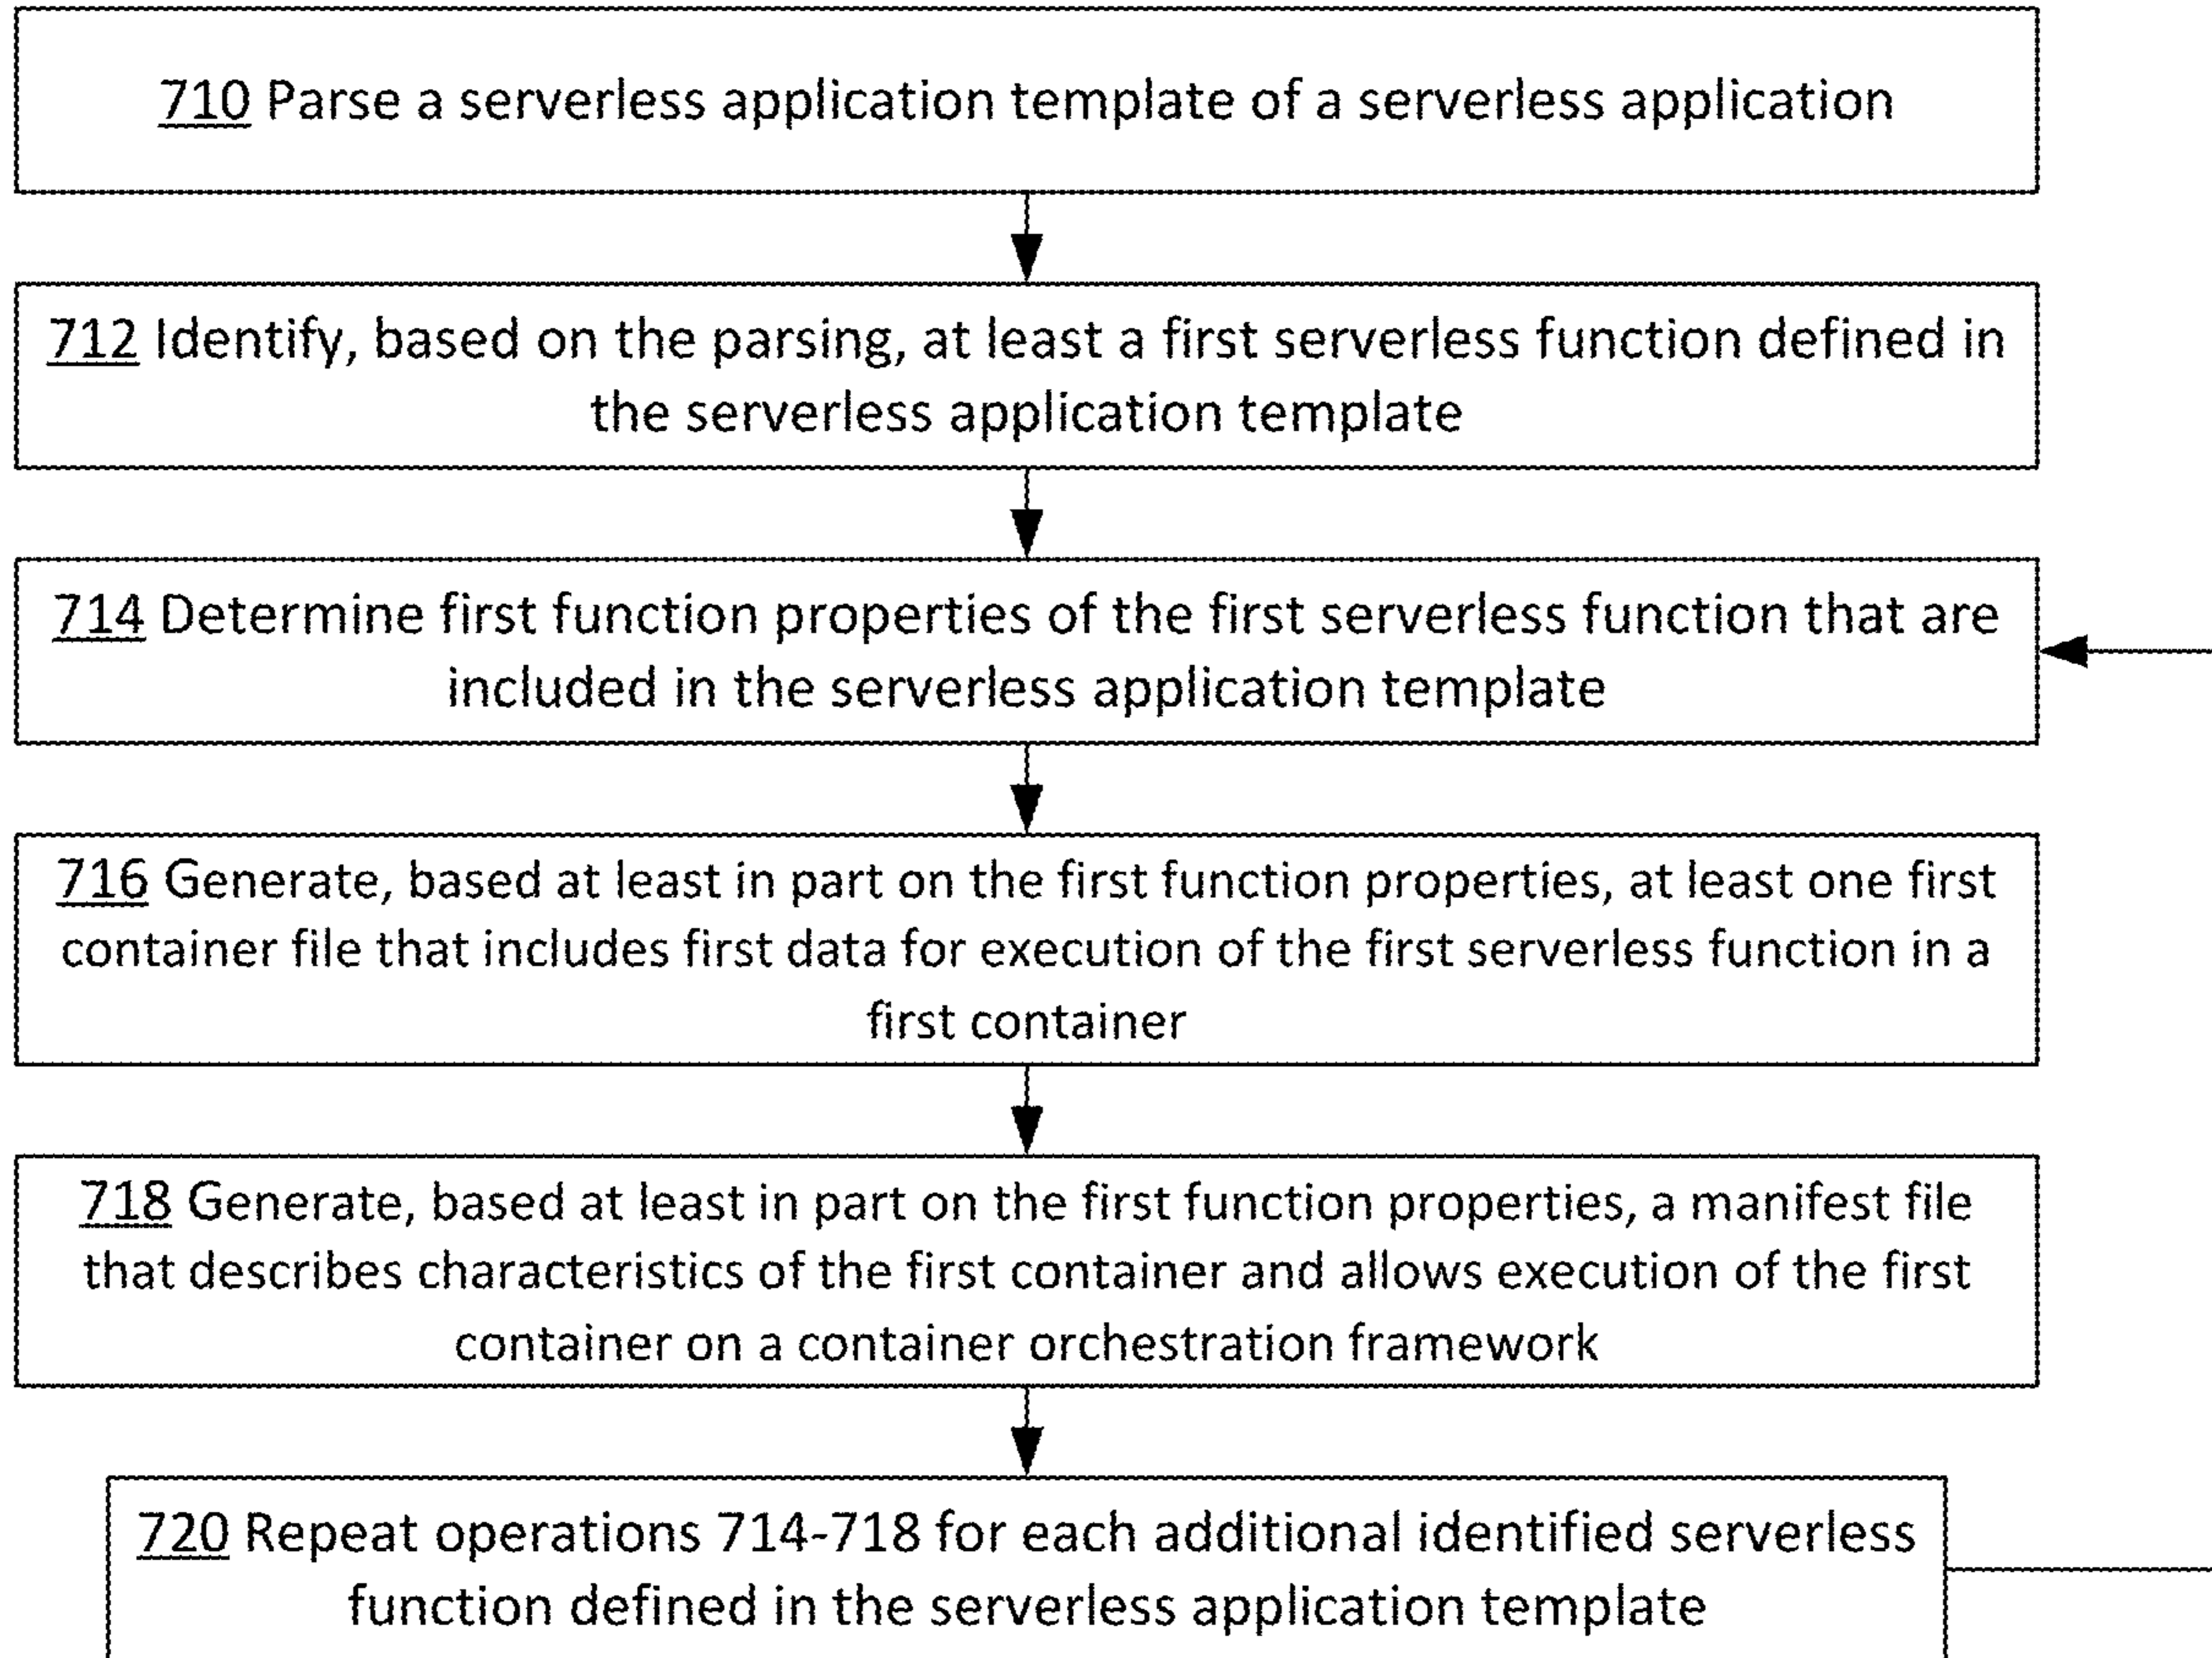 710 Parse a serverless application template of a serverless application
712 Identify, based on the parsing, at least a first serverless function defined in
the serverless application template
714 Determine first function properties of the first serverless function that are
included in the serverless application template
716 Generate, based at least in part on the first function properties, at least one first
container file that includes first data for execution of the first serverless function in a
first container
718 Generate, based at least in part on the first function properties, a manifest file
that describes characteristics of the first container and allows execution of the first
container on a container orchestration framework
720 Repeat operations 714-718 for each additional identified serverless
function defined in the serverless application template